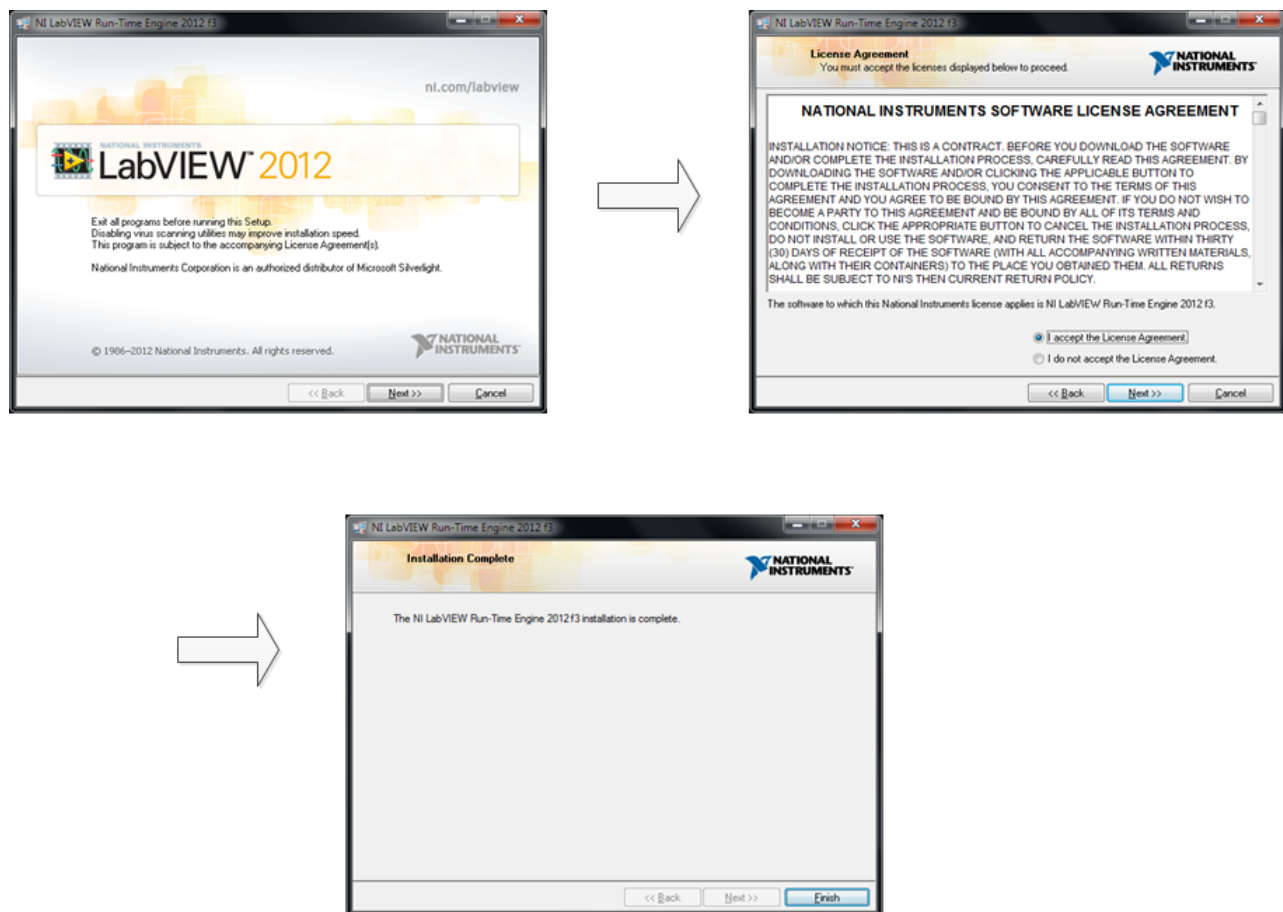 NI LabVIEW Run-Time Engine 2012 f3
ni.com/labview
NATIONAL INSTRUMENTS
LabVIEW™ 2012
Exit all programs before running this Setup.
Disabling virus scanning utilities may improve installation speed.
This program is subject to the accompanying License Agreement(s).
National Instruments Corporation is an authorized distributor of Microsoft Silverlight.
© 1986–2012 National Instruments. All rights reserved.
NATIONAL
INSTRUMENTS™
<< Back Next >> Cancel
NI LabVIEW Run-Time Engine 2012 f3
License Agreement
You must accept the licenses displayed below to proceed.
NATIONAL
INSTRUMENTS™
NATIONAL INSTRUMENTS SOFTWARE LICENSE AGREEMENT
INSTALLATION NOTICE: THIS IS A CONTRACT. BEFORE YOU DOWNLOAD THE SOFTWARE
AND/OR COMPLETE THE INSTALLATION PROCESS, CAREFULLY READ THIS AGREEMENT. BY
DOWNLOADING THE SOFTWARE AND/OR CLICKING THE APPLICABLE BUTTON TO
COMPLETE THE INSTALLATION PROCESS, YOU CONSENT TO THE TERMS OF THIS
AGREEMENT AND YOU AGREE TO BE BOUND BY THIS AGREEMENT. IF YOU DO NOT WISH TO
BECOME A PARTY TO THIS AGREEMENT AND BE BOUND BY ALL OF ITS TERMS AND
CONDITIONS, CLICK THE APPROPRIATE BUTTON TO CANCEL THE INSTALLATION PROCESS,
DO NOT INSTALL OR USE THE SOFTWARE, AND RETURN THE SOFTWARE WITHIN THIRTY
(30) DAYS OF RECEIPT OF THE SOFTWARE (WITH ALL ACCOMPANYING WRITTEN MATERIALS,
ALONG WITH THEIR CONTAINERS) TO THE PLACE YOU OBTAINED THEM. ALL RETURNS
SHALL BE SUBJECT TO NI'S THEN CURRENT RETURN POLICY.
The software to which this National Instruments license applies is NI LabVIEW Run-Time Engine 2012 f3.
I accept the License Agreement.
I do not accept the License Agreement.
<< Back Next >> Cancel
NI LabVIEW Run-Time Engine 2012 f3
Installation Complete
NATIONAL
INSTRUMENTS™
The NI LabVIEW Run-Time Engine 2012 f3 installation is complete.
<< Back Next >> Finish